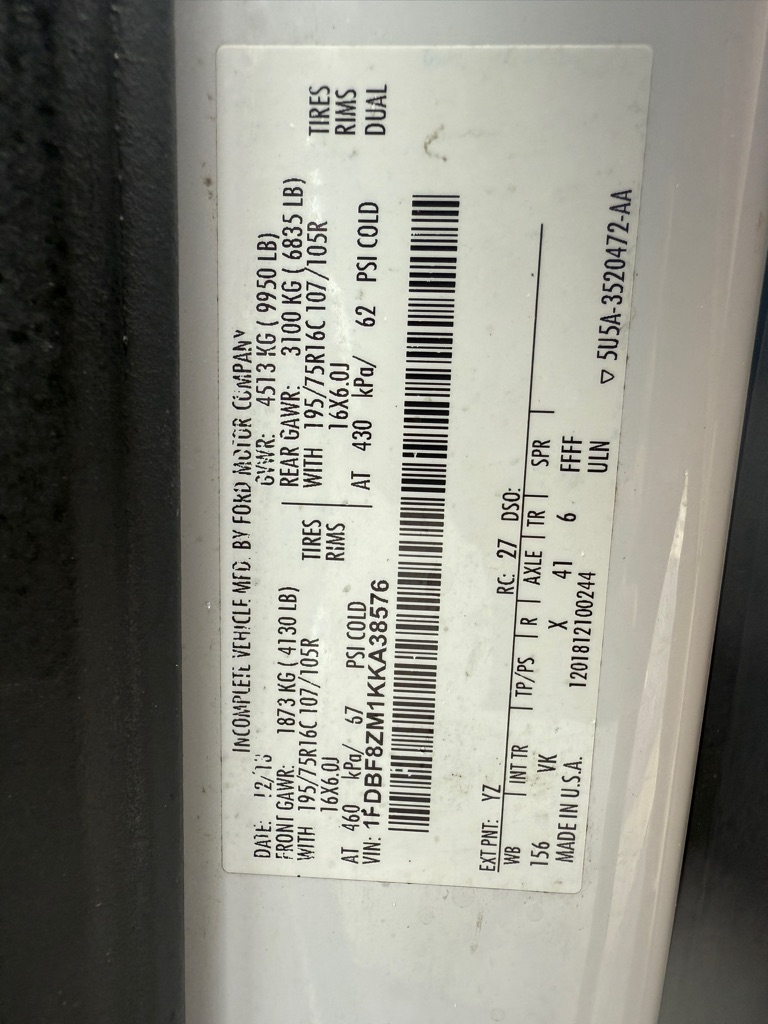 INCOMPLETE VEHICLE MFD. BY FORD MOTOR COMPANY
DATE: 12/18 GVWR: 4513 KG ( 9950 LB)
FRONT GAWR: 1873 KG ( 4130 LB) REAR GAWR: 3100 KG ( 6835 LB)
WITH 195/75R16C 107/105R TIRES WITH 195/75R16C 107/105R TIRES
16X6.0J RIMS 16X6.0J RIMS
AT 460 kPa/ 67 PSI COLD AT 430 kPa/ 62 PSI COLD DUAL
VIN: 1FDBF8ZM1KKA38576
EXT PNT: YZ RC: 27 DSO:
WB INT TR TP/PS R AXLE TR SPR
156 VK X 41 6 FFFF
MADE IN U.S.A. 1201812100244 ULN
▽ 5U5A-3520472-AA